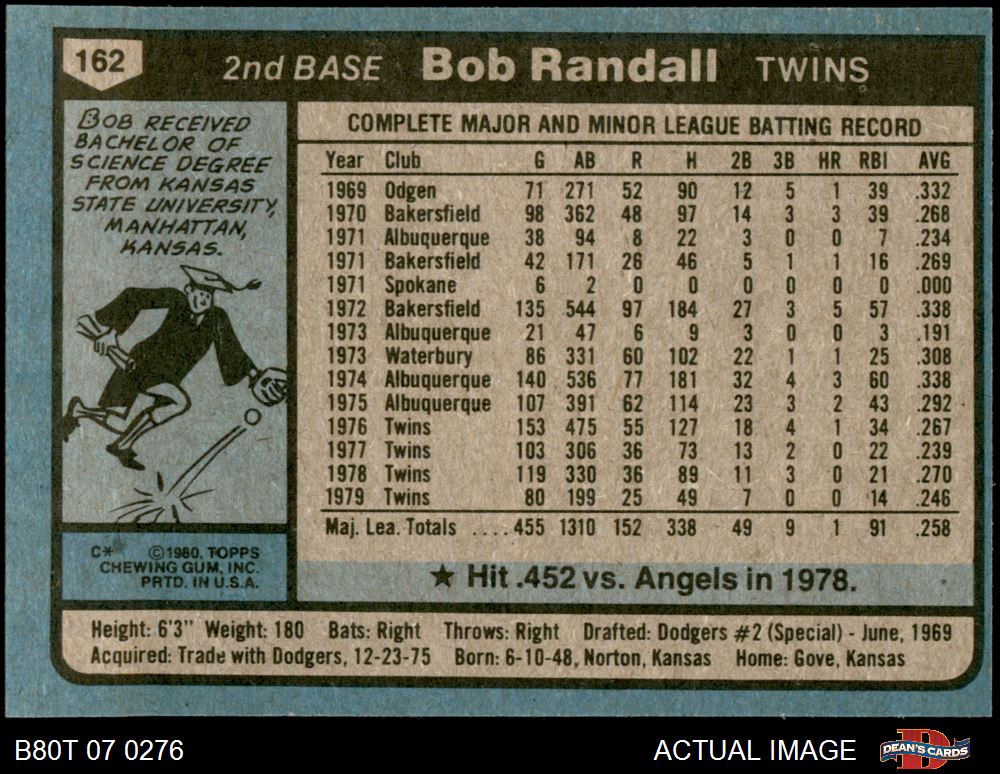 162
2nd BASE Bob Randall TWINS
BOB RECEIVED
BACHELOR OF
SCIENCE DEGREE
FROM KANSAS
STATE UNIVERSITY,
MANHATTAN,
KANSAS.
C* ©1980. TOPPS
CHEWING GUM, INC.
PRTD. IN U.S.A.
COMPLETE MAJOR AND MINOR LEAGUE BATTING RECORD
Year Club G AB R H 2B 3B HR RBI AVG
1969 Odgen 71 271 52 90 12 5 1 39 .332
1970 Bakersfield 98 362 48 97 14 3 3 39 .268
1971 Albuquerque 38 94 8 22 3 0 0 7 .234
1971 Bakersfield 42 171 26 46 5 1 1 16 .269
1971 Spokane 6 2 0 0 0 0 0 0 .000
1972 Bakersfield 135 544 97 184 27 3 5 57 .338
1973 Albuquerque 21 47 6 9 3 0 0 3 .191
1973 Waterbury 86 331 60 102 22 1 1 25 .308
1974 Albuquerque 140 536 77 181 32 4 3 60 .338
1975 Albuquerque 107 391 62 114 23 3 2 43 .292
1976 Twins 153 475 55 127 18 4 1 34 .267
1977 Twins 103 306 36 73 13 2 0 22 .239
1978 Twins 119 330 36 89 11 3 0 21 .270
1979 Twins 80 199 25 49 7 0 0 14 .246
Maj. Lea. Totals ....455 1310 152 338 49 9 1 91 .258
★ Hit .452 vs. Angels in 1978.
Height: 6'3" Weight: 180 Bats: Right Throws: Right Drafted: Dodgers #2 (Special) - June, 1969
Acquired: Trade with Dodgers, 12-23-75 Born: 6-10-48, Norton, Kansas Home: Gove, Kansas
B80T 07 0276 ACTUAL IMAGE DEAN'S CARDS